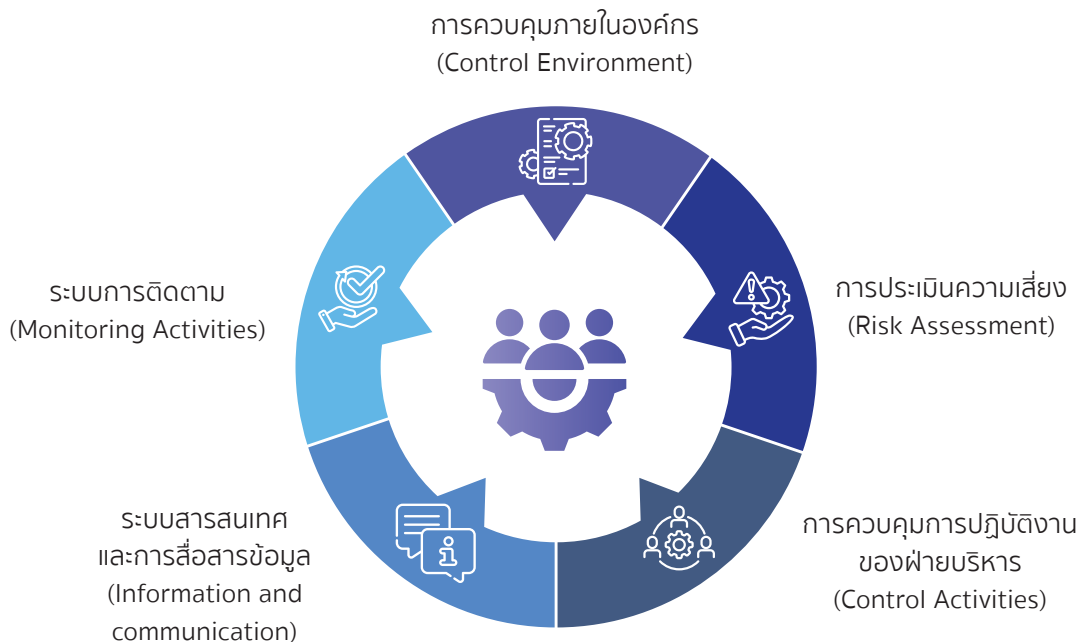 การควบคุมภายในองค์กร
(Control Environment)
การประเมินความเสี่ยง
(Risk Assessment)
การควบคุมการปฏิบัติงาน
ของฝ่ายบริหาร
(Control Activities)
ระบบสารสนเทศ
และการสื่อสารข้อมูล
(Information and
communication)
ระบบการติดตาม
(Monitoring Activities)